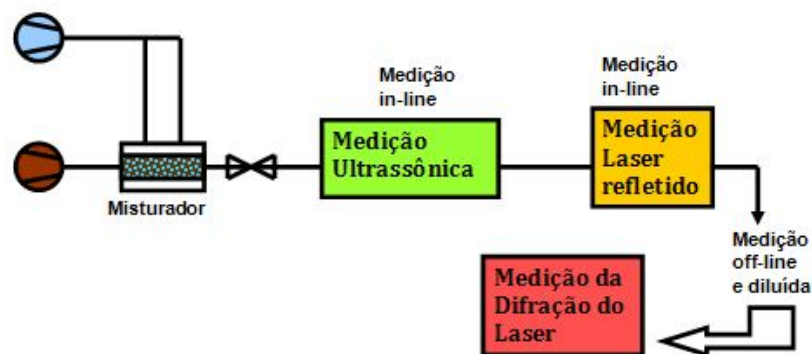 Medição
in-line
Medição
in-line
Medição
Ultrassônica
Medição
Laser
refletido
Misturador
Medição
off-line
e diluída
Medição da
Difração do
Laser